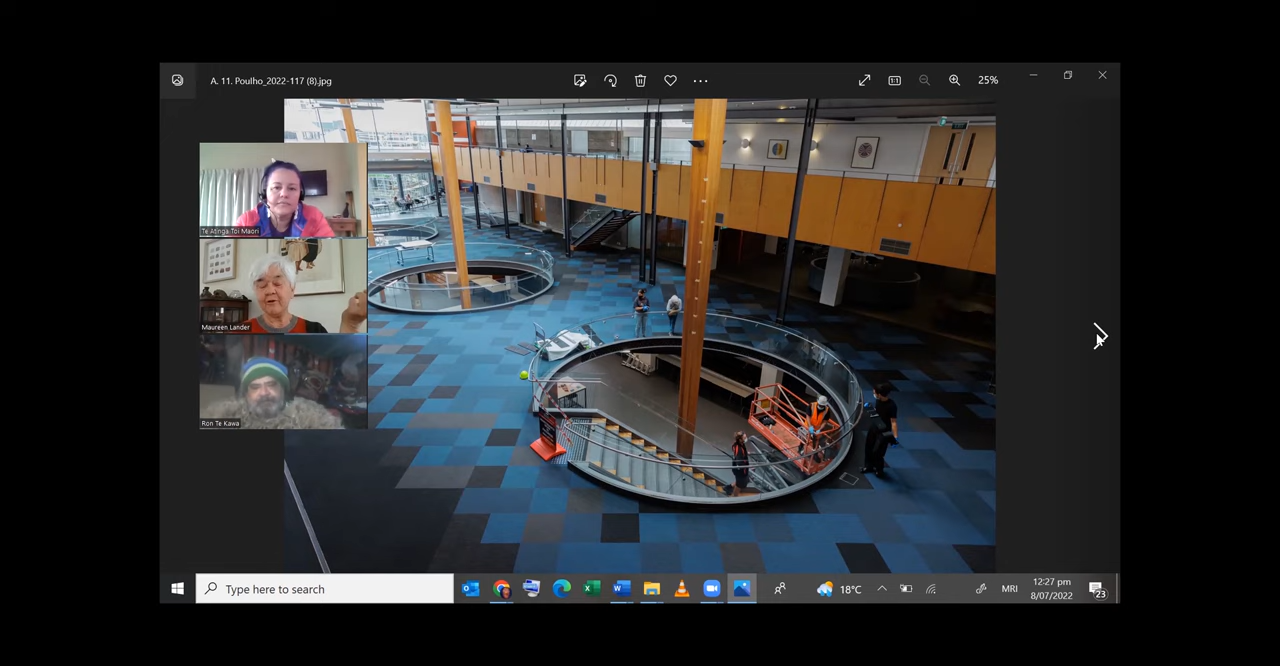 A. 11. Poulho_2022-117 (8).jpg
25%
Te Atinga Toi Maori
Maureen Lander
Ron Te Kawa
Type here to search
18°C
MRI
12:27 pm
8/07/2022
23